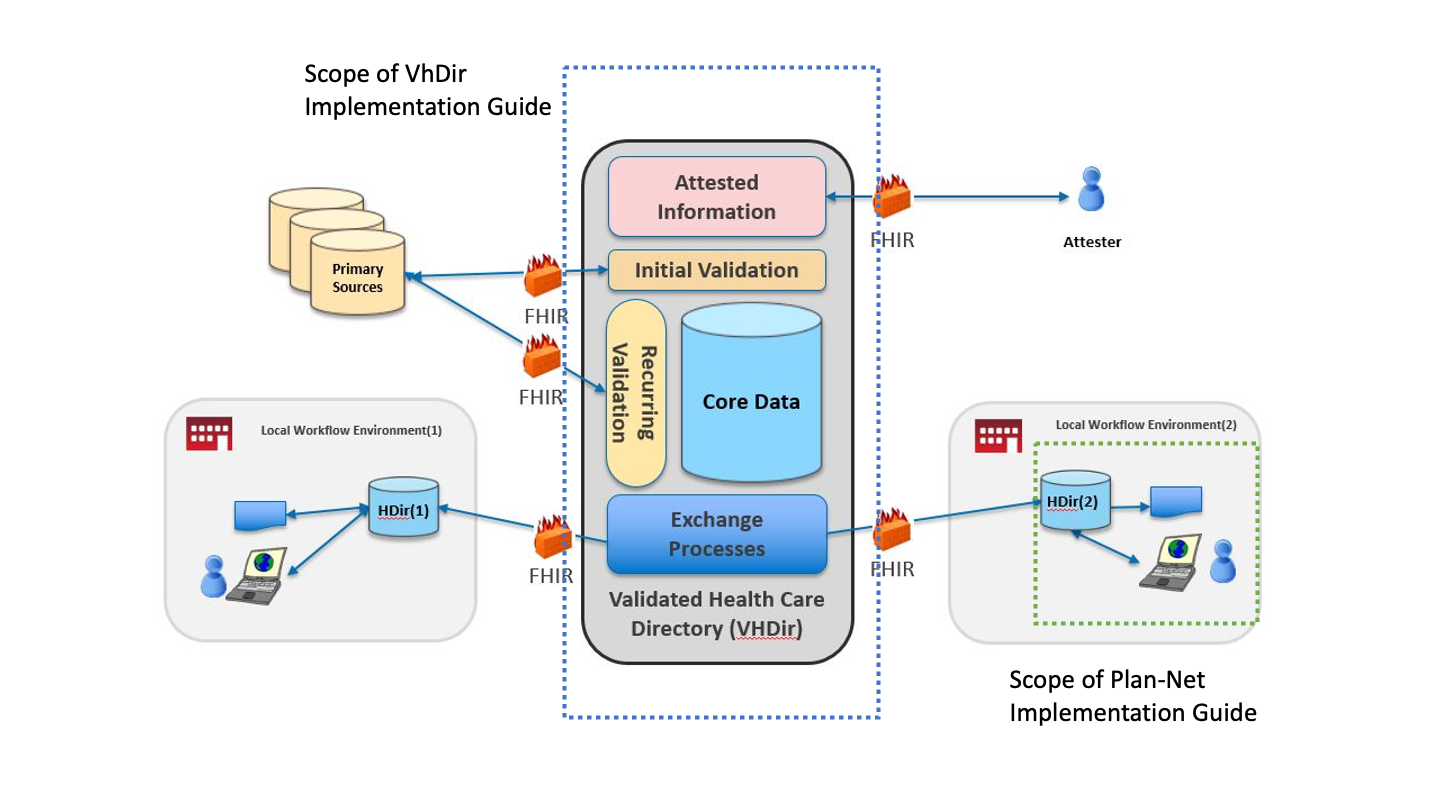 Scope of VhDir
Implementation Guide
Attested
Information
FHIR
Attester
Primary
Sources
Initial Validation
FHIR
FHIR
Recurring
Validation
Core Data
Local Workflow Environment(1)
HDir(1)
FHIR
Exchange
Processes
FHIR
Local Workflow Environment(2)
HDir(2)
Validated Health Care
Directory (VHDir)
Scope of Plan-Net
Implementation Guide